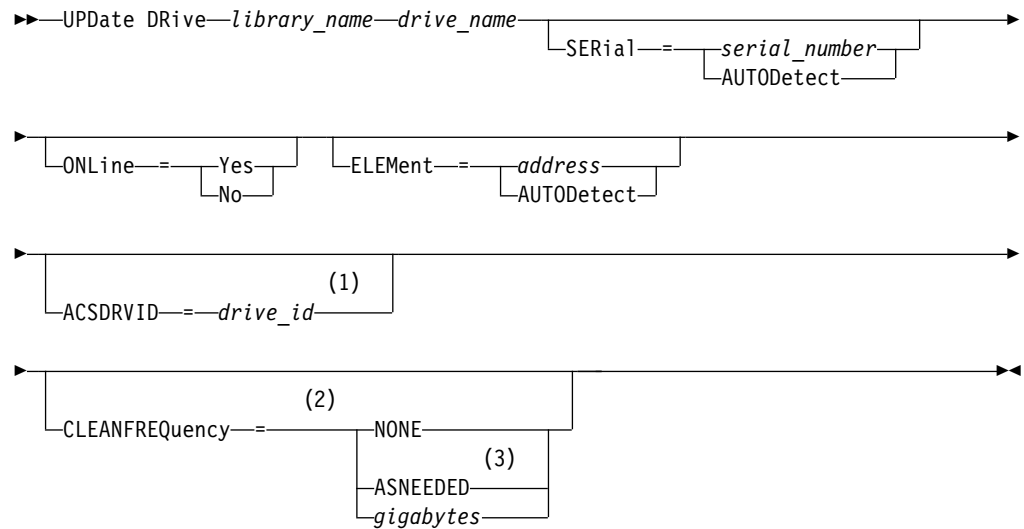 UPDate DRive library_name drive_name
SERial = serial_number
AUTODetect
ONLine = Yes
No
ELEMent = address
AUTODetect
(1)
ACSDRVID = drive_id
(2)
CLEANFREQuency = NONE
(3)
ASNEEDED
gigabytes